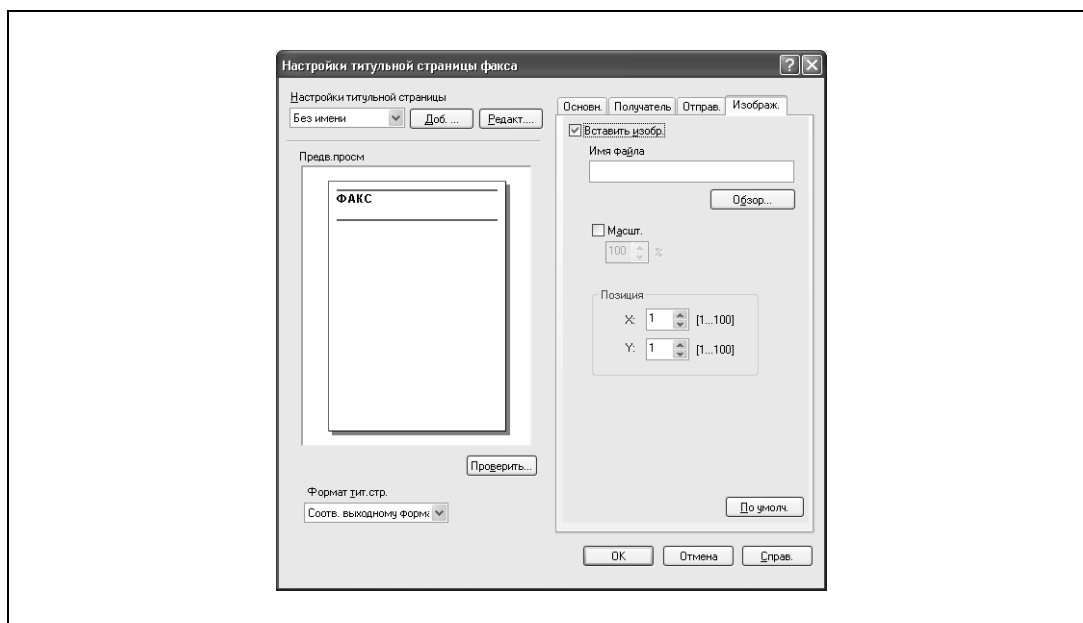 Настройки титульной страницы факса
Настройки титульной страницы
Без имени
Доб. ...
Редакт....
Предв.просм
ФАКС
Проверить...
Формат тит.стр.
Соотв. выходному форма
Основн.
Получатель
Отправ.
Изображ.
Вставить изобр.
Имя файла
Обзор...
Масшт.
100 %
Позиция
X: 1 [1...100]
Y: 1 [1...100]
По умолч.
OK
Отмена
Справ.